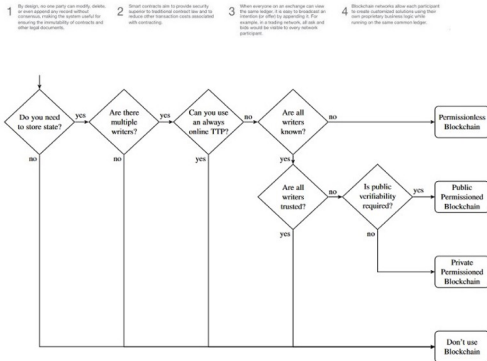 1
By design, no one party can modify, delete,
or even append any record without
consensus, making the system useful for
ensuring the immutability of contracts and
other legal documents.
2
Smart contracts aim to provide security
superior to traditional contract law and to
reduce other transaction costs associated
with contracting.
3
When everyone on an exchange can view
the same ledger, it is easy to broadcast an
intention (or offer) by appending it. For
example, in a trading network, all ask and
bids would be visible to every network
participant.
4
Blockchain networks allow each participant
to create customized solutions using their
own proprietary business logic while
running on the same common ledger.
Do you need
to store state?
yes
no
Are there
multiple
writers?
yes
no
Can you use
an always
online TTP?
no
yes
Are all
writers
known?
no
yes
Permissionless
Blockchain
Are all
writers
trusted?
no
yes
Is public
verifiability
required?
yes
no
Public
Permissioned
Blockchain
Private
Permissioned
Blockchain
Don't use
Blockchain